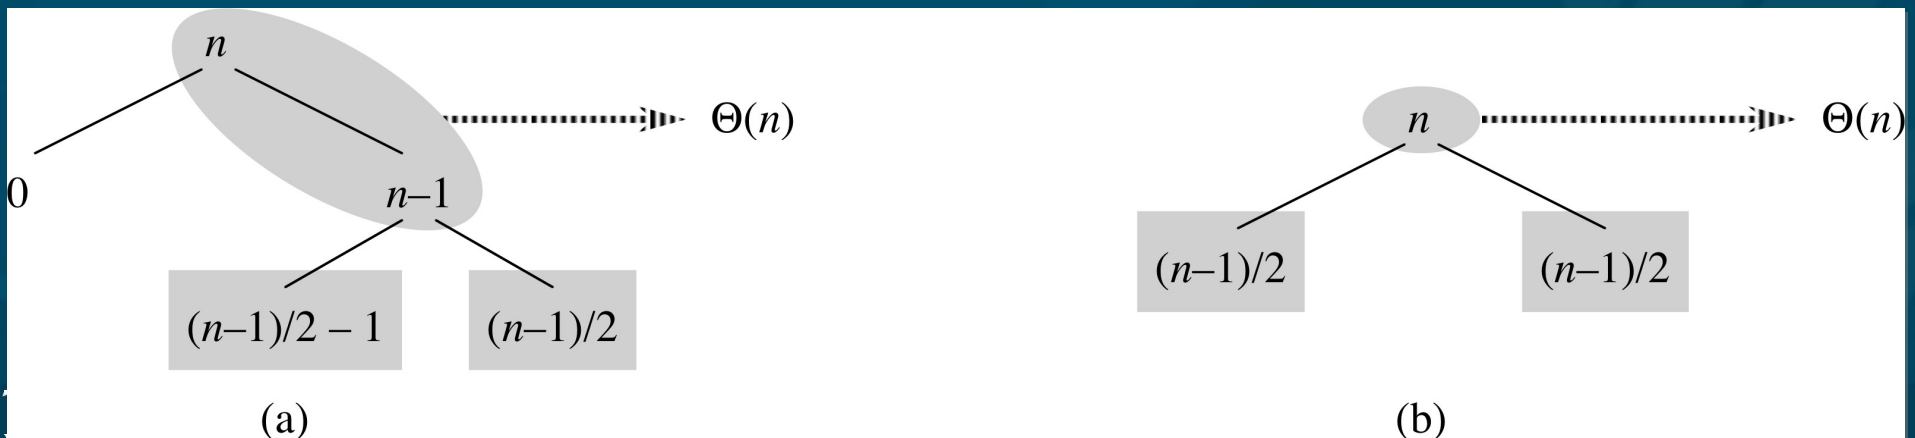 n
Θ(n)
0
n–1
(n–1)/2 – 1
(n–1)/2
(a)
n
Θ(n)
(n–1)/2
(n–1)/2
(b)